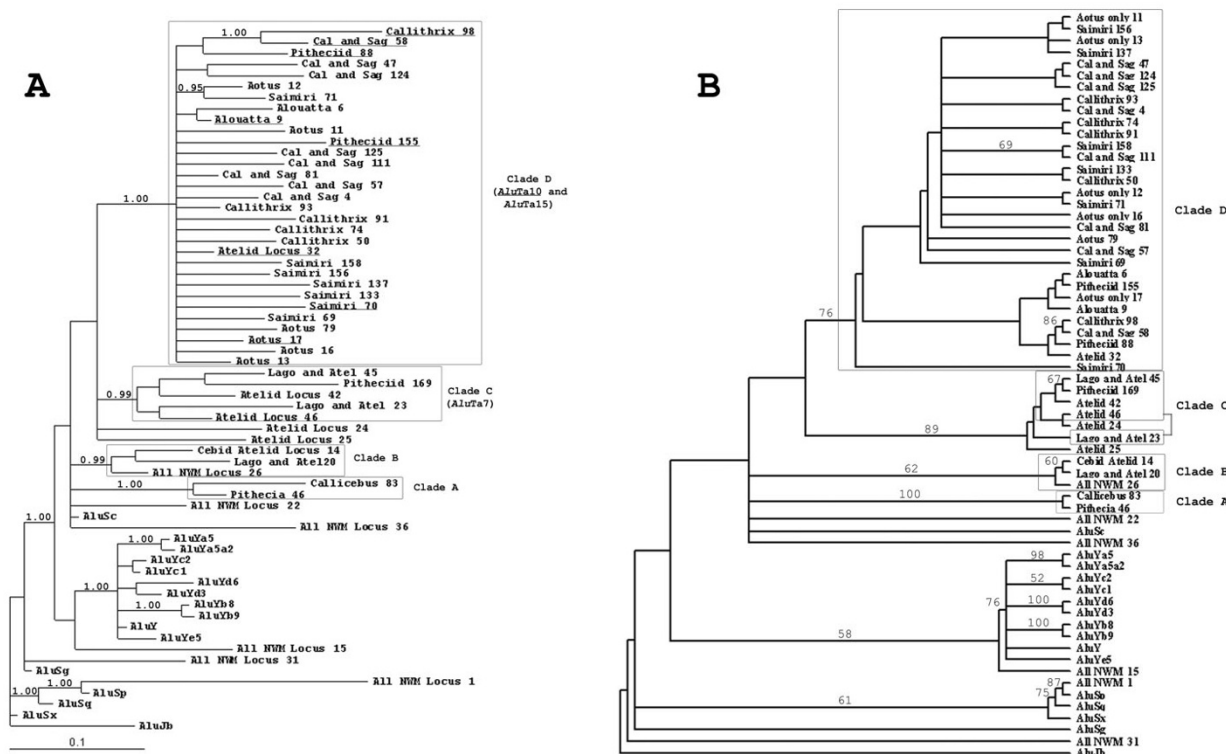 A
1.00
Callithrix 98
Cal and Sag 58
Pitheciid 88
Cal and Sag 47
Cal and Sag 124
0.95
Aotus 12
Saimiri 71
Alouatta 6
Alouatta 9
Aotus 11
Pitheciid 155
Cal and Sag 125
Cal and Sag 111
Cal and Sag 81
Cal and Sag 57
1.00
Cal and Sag 4
Callithrix 93
Callithrix 91
Callithrix 74
Callithrix 50
Atelid Locus 32
Saimiri 158
Saimiri 156
Saimiri 137
Saimiri 133
Saimiri 70
Saimiri 69
Aotus 79
Aotus 17
Aotus 16
Aotus 13
Clade D
(AluTa10 and
AluTa15)
Lago and Atel 45
Pitheciid 169
0.99
Atelid Locus 42
Lago and Atel 23
Atelid Locus 46
Clade C
(AluTa7)
Atelid Locus 24
Atelid Locus 25
Cebid Atelid Locus 14
0.99
Lago and Atel20
All NWM Locus 26
Clade B
1.00
Callicebus 83
Pithecia 46
Clade A
All NWM Locus 22
AluSc
1.00
All NWM Locus 36
1.00
AluYa5
AluYa5a2
AluYc2
AluYc1
1.00
AluYd6
AluYd3
1.00
AluYb8
AluYb9
AluY
AluYe5
All NWM Locus 15
All NWM Locus 31
AluSg
1.00
All NWM Locus 1
1.00
AluSp
AluSq
AluSx
AluJb
0.1
B
Aotus only 11
Saimiri 156
Aotus only 13
Saimiri 137
Cal and Sag 47
Cal and Sag 124
Cal and Sag 125
Callithrix 93
Cal and Sag 4
Callithrix 74
Callithrix 91
69
Saimiri 158
Cal and Sag 111
Saimiri 133
Callithrix 50
Aotus only 12
Saimiri 71
Aotus only 16
Cal and Sag 81
Aotus 79
Cal and Sag 57
Saimiri 69
Alouatta 6
Pitheciid 155
Aotus only 17
Alouatta 9
76
86
Callithrix 98
Cal and Sag 58
Pitheciid 88
Atelid 32
Saimiri 70
Clade D
67
Lago and Atel 45
Pitheciid 169
Atelid 42
Atelid 46
Atelid 24
89
Lago and Atel 23
Atelid 25
Clade C
62
60
Cebid Atelid 14
Lago and Atel 20
All NWM 26
Clade B
100
Callicebus 83
Pithecia 46
Clade A
All NWM 22
AluSc
All NWM 36
98
AluYa5
AluYa5a2
52
AluYc2
AluYc1
76
100
AluYd6
AluYd3
100
AluYb8
AluYb9
58
AluY
AluYe5
All NWM 15
87
All NWM 1
75
AluSp
61
AluSq
AluSx
AluSg
All NWM 31
AluJb